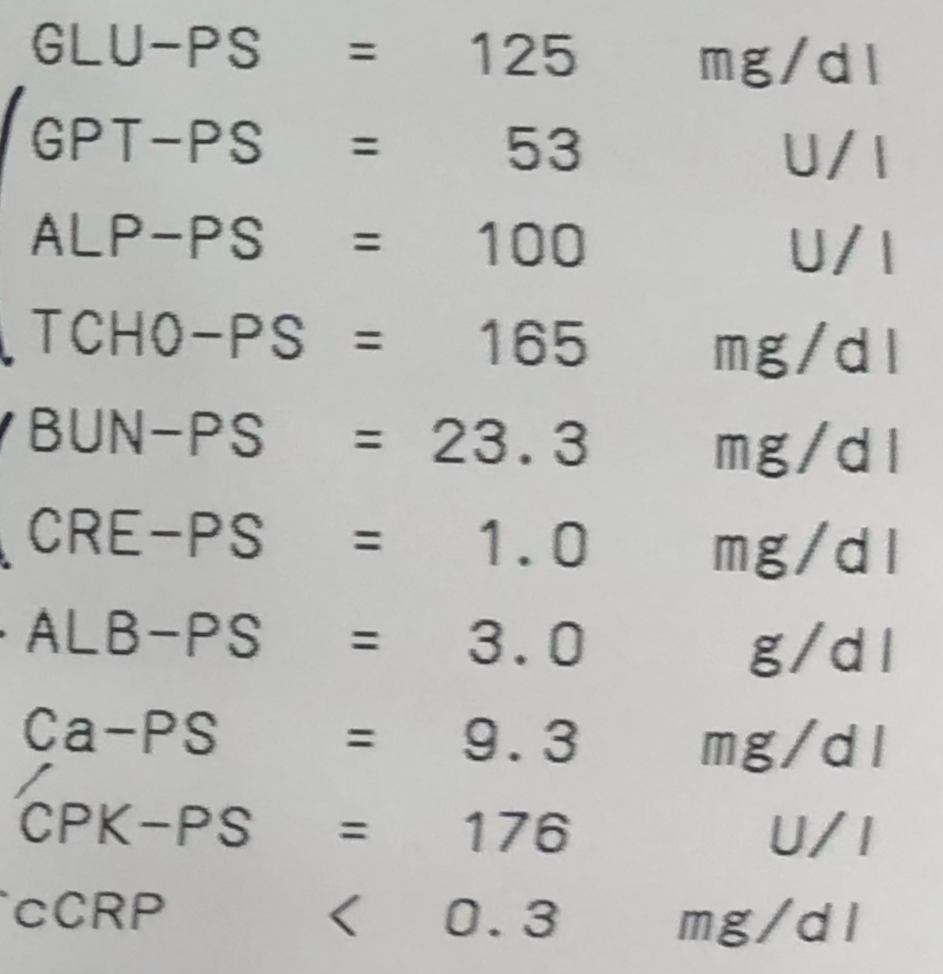 GLU-PS = 125 mg/dl
GPT-PS = 53 U/l
ALP-PS = 100 U/l
TCHO-PS = 165 mg/dl
BUN-PS = 23.3 mg/dl
CRE-PS = 1.0 mg/dl
ALB-PS = 3.0 g/dl
Ca-PS = 9.3 mg/dl
CPK-PS = 176 U/l
cCRP < 0.3 mg/dl